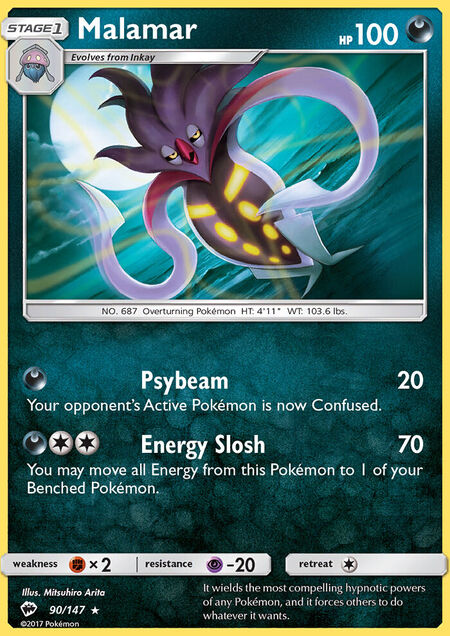 STAGE 1 Malamar HP 100
Evolves from Inkay
NO. 687 Overturning Pokémon HT: 4'11" WT: 103.6 lbs.
Psybeam 20
Your opponent's Active Pokémon is now Confused.
Energy Slosh 70
You may move all Energy from this Pokémon to 1 of your
Benched Pokémon.
weakness ×2 resistance -20 retreat
Illus. Mitsuhiro Arita
90/147 ★
©2017 Pokémon
It wields the most compelling hypnotic powers
of any Pokémon, and it forces others to do
whatever it wants.